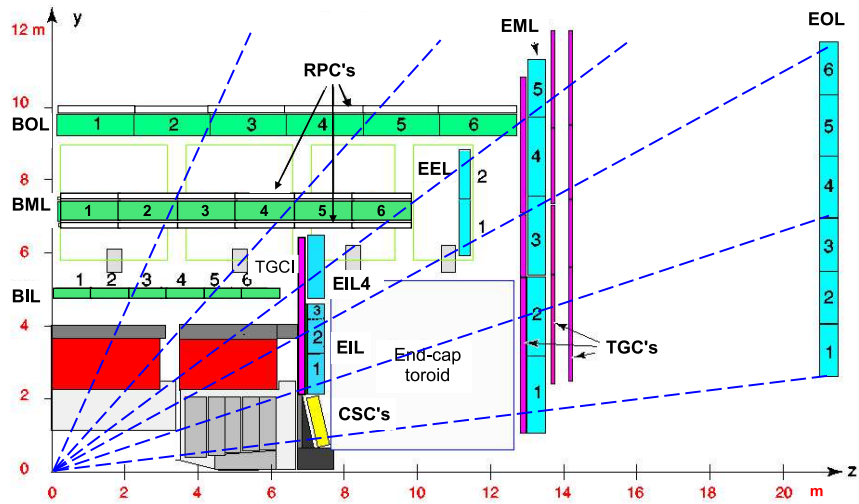 12 m
y
EML
EOL
RPC's
10
BOL
1 2 3 4 5 6
5
6
5
EEL
2
8
4
4
BML
1 2 3 4 5 6
1
6
TGCI
3
3
EIL4
BIL
1 2 3 4 5 6
2
2
4
3
2
EIL
End-cap
toroid
TGC's
1
1
1
2
CSC's
0
z
0 2 4 6 8 10 12 14 16 18 20
m